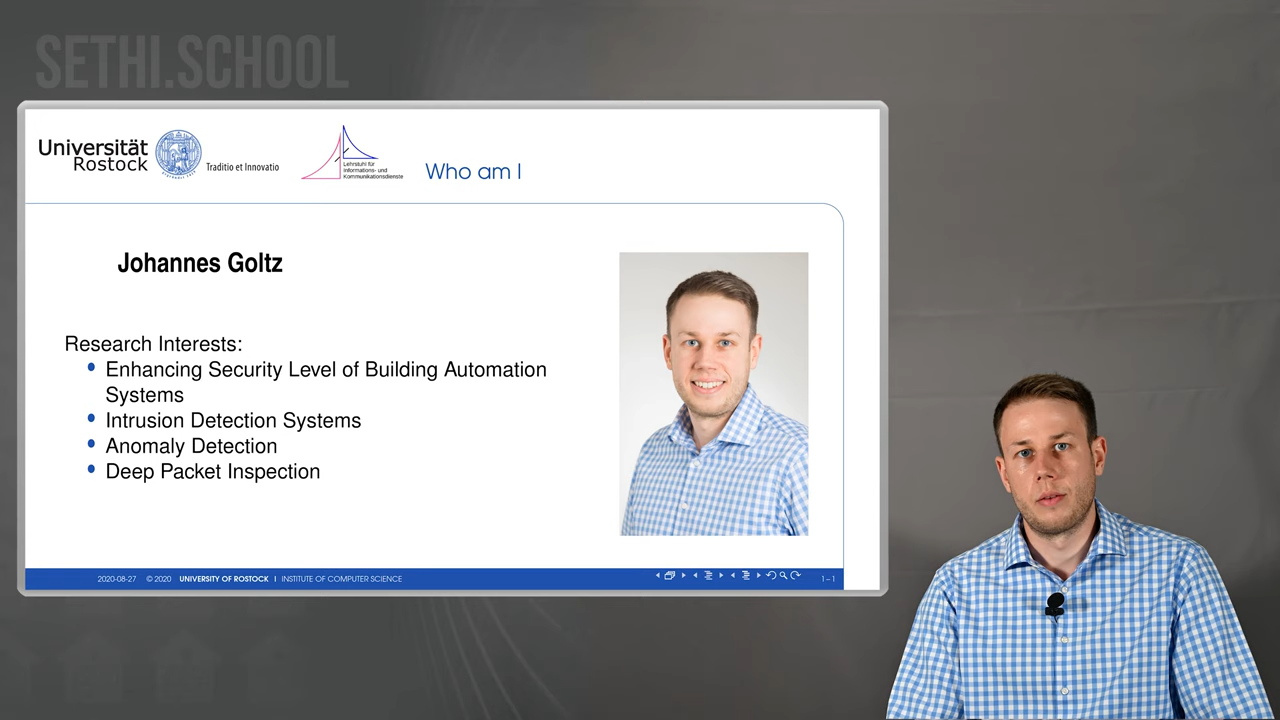 SETHI.SCHOOL
Universität
Rostock
Traditio et Innovatio
Lehrstuhl für
Informations- und
Kommunikationsdienste
Who am I
Johannes Goltz
Research Interests:
• Enhancing Security Level of Building Automation
Systems
• Intrusion Detection Systems
• Anomaly Detection
• Deep Packet Inspection
2020-08-27 © 2020 UNIVERSITY OF ROSTOCK | INSTITUTE OF COMPUTER SCIENCE
1 – 1